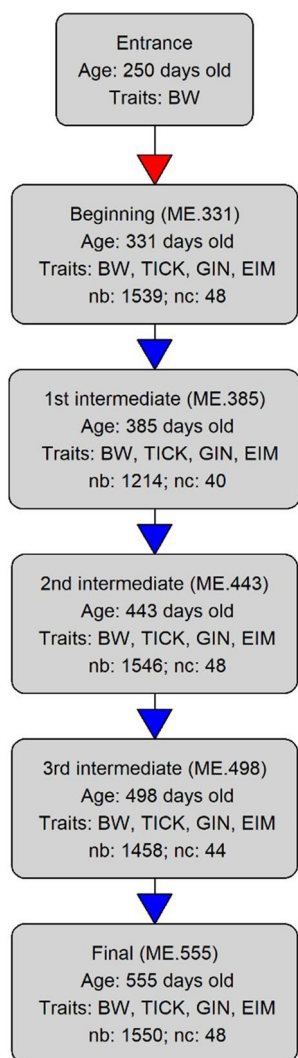 Entrance
Age: 250 days old
Traits: BW
Beginning (ME.331)
Age: 331 days old
Traits: BW, TICK, GIN, EIM
nb: 1539; nc: 48
1st intermediate (ME.385)
Age: 385 days old
Traits: BW, TICK, GIN, EIM
nb: 1214; nc: 40
2nd intermediate (ME.443)
Age: 443 days old
Traits: BW, TICK, GIN, EIM
nb: 1546; nc: 48
3rd intermediate (ME.498)
Age: 498 days old
Traits: BW, TICK, GIN, EIM
nb: 1458; nc: 44
Final (ME.555)
Age: 555 days old
Traits: BW, TICK, GIN, EIM
nb: 1550; nc: 48